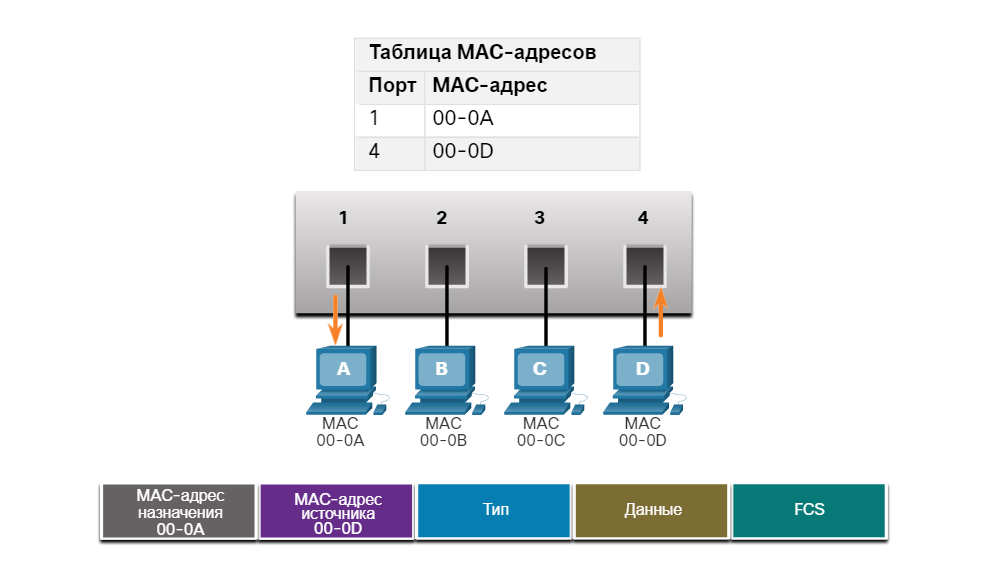 Таблица MAC-адресов
Порт MAC-адрес
1 00-0A
4 00-0D
1 2 3 4
A B C D
MAC MAC MAC MAC
00-0A 00-0B 00-0C 00-0D
MAC-адрес
назначения
00-0A
MAC-адрес
источника
00-0D
Тип
Данные
FCS